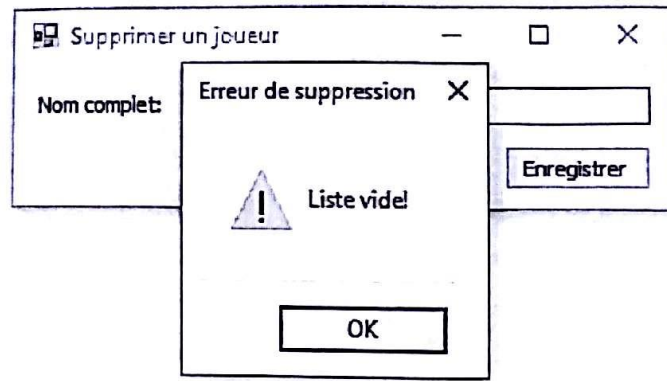 Supprimer un joueur
Nom complet:
Erreur de suppression
Liste vide!
Enregistrer
OK